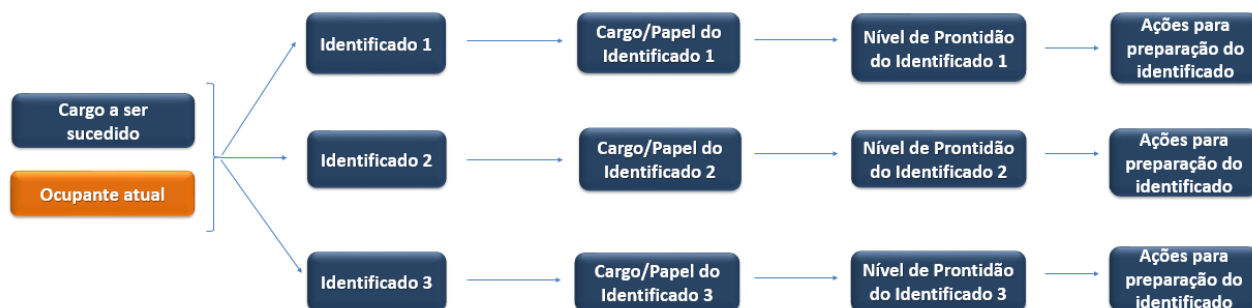 Cargo a ser
sucedido
Ocupante atual
Identificado 1
Cargo/Papel do
Identificado 1
Nível de Prontidão
do Identificado 1
Ações para
preparação do
identificado
Identificado 2
Cargo/Papel do
Identificado 2
Nível de Prontidão
do Identificado 2
Ações para
preparação do
identificado
Identificado 3
Cargo/Papel do
Identificado 3
Nível de Prontidão
do Identificado 3
Ações para
preparação do
identificado